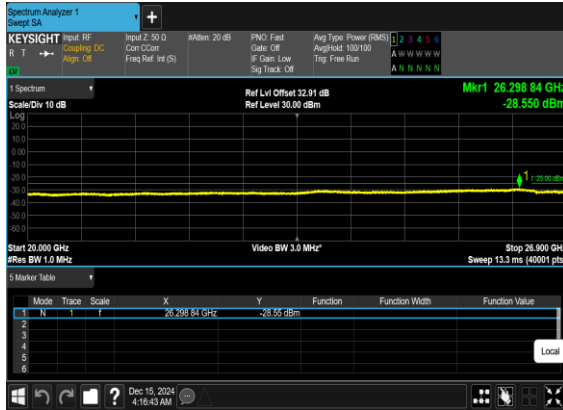 Spectrum Analyzer 1
Swept SA
+
KEYSIGHT
R T
LU
Input: RF
Coupling: DC
Align: Off
Input Z: 50 Ω
Corr CCorr
Freq Ref: Int (S)
#Atten: 20 dB
PNO: Fast
Gate: Off
IF Gain: Low
Sig Track: Off
Avg Type: Power (RMS)
Avg|Hold: 100/100
Trig: Free Run
1 2 3 4 5 6
A W W W W W
A N N N N N
1 Spectrum
Scale/Div 10 dB
Ref Lvl Offset 32.91 dB
Ref Level 30.00 dBm
Mkr1 26.298 84 GHz
-28.550 dBm
Log
20.0
10.0
0.00
-10.0
-20.0
-30.0
-40.0
-50.0
-60.0
1
Start 20.000 GHz
#Res BW 1.0 MHz
Video BW 3.0 MHz*
Stop 26.900 GHz
Sweep 13.3 ms (40001 pts)
5 Marker Table
Mode Trace Scale X Y Function Function Width Function Value
1 N 1 f 26.298 84 GHz -28.55 dBm
2
3
4
5
6
Local
?
Dec 15, 2024
4:16:43 AM